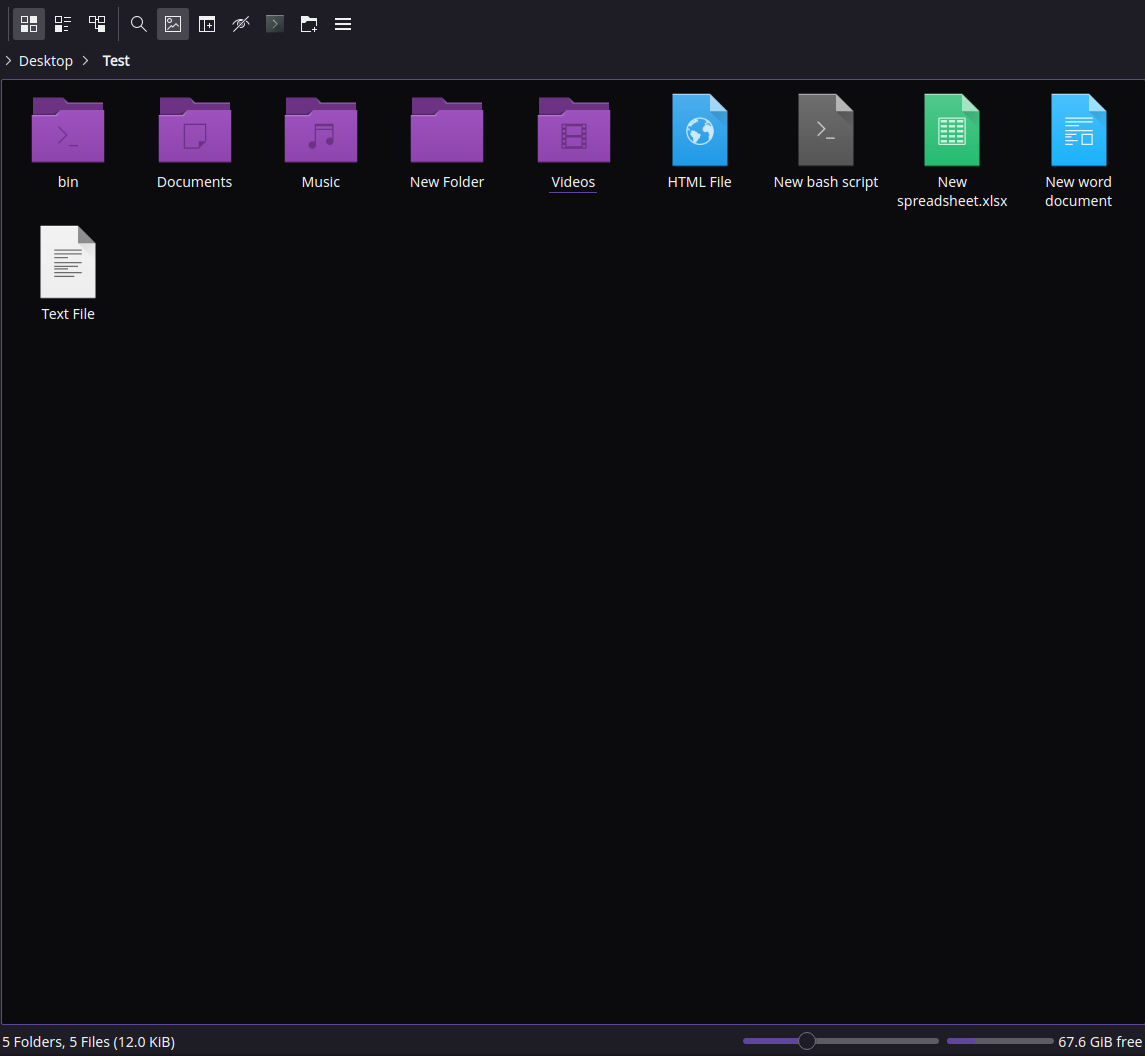 Desktop Test
bin Documents Music New Folder Videos HTML File New bash script New New word
spreadsheet.xlsx document
Text File
5 Folders, 5 Files (12.0 KiB) 67.6 GiB free